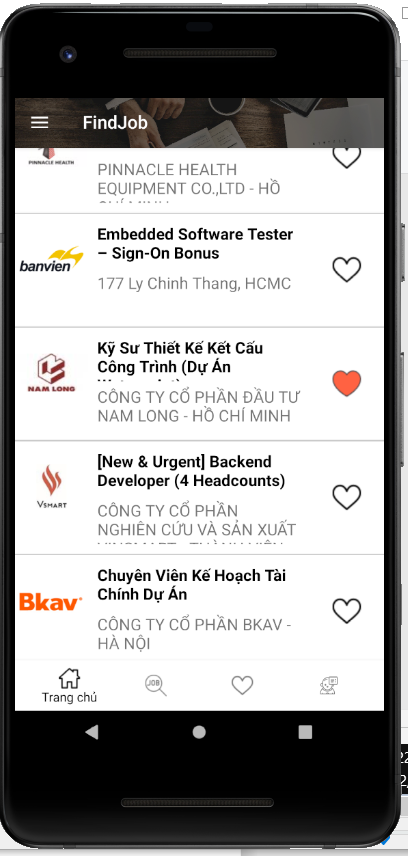 FindJob
PINNACLE HEALTH
PINNACLE HEALTH
EQUIPMENT CO.,LTD - HỒ
CHÍ MINH
banvien
Embedded Software Tester
– Sign-On Bonus
177 Ly Chinh Thang, HCMC
NAM LONG
Kỹ Sư Thiết Kế Kết Cấu
Công Trình (Dự Án
CÔNG TY CỔ PHẦN ĐẦU TƯ
NAM LONG - HỒ CHÍ MINH
VSMART
[New & Urgent] Backend
Developer (4 Headcounts)
CÔNG TY CỔ PHẦN
NGHIÊN CỨU VÀ SẢN XUẤT
Bkav
Chuyên Viên Kế Hoạch Tài
Chính Dự Án
CÔNG TY CỔ PHẦN BKAV -
HÀ NỘI
Trang chủ
JOB